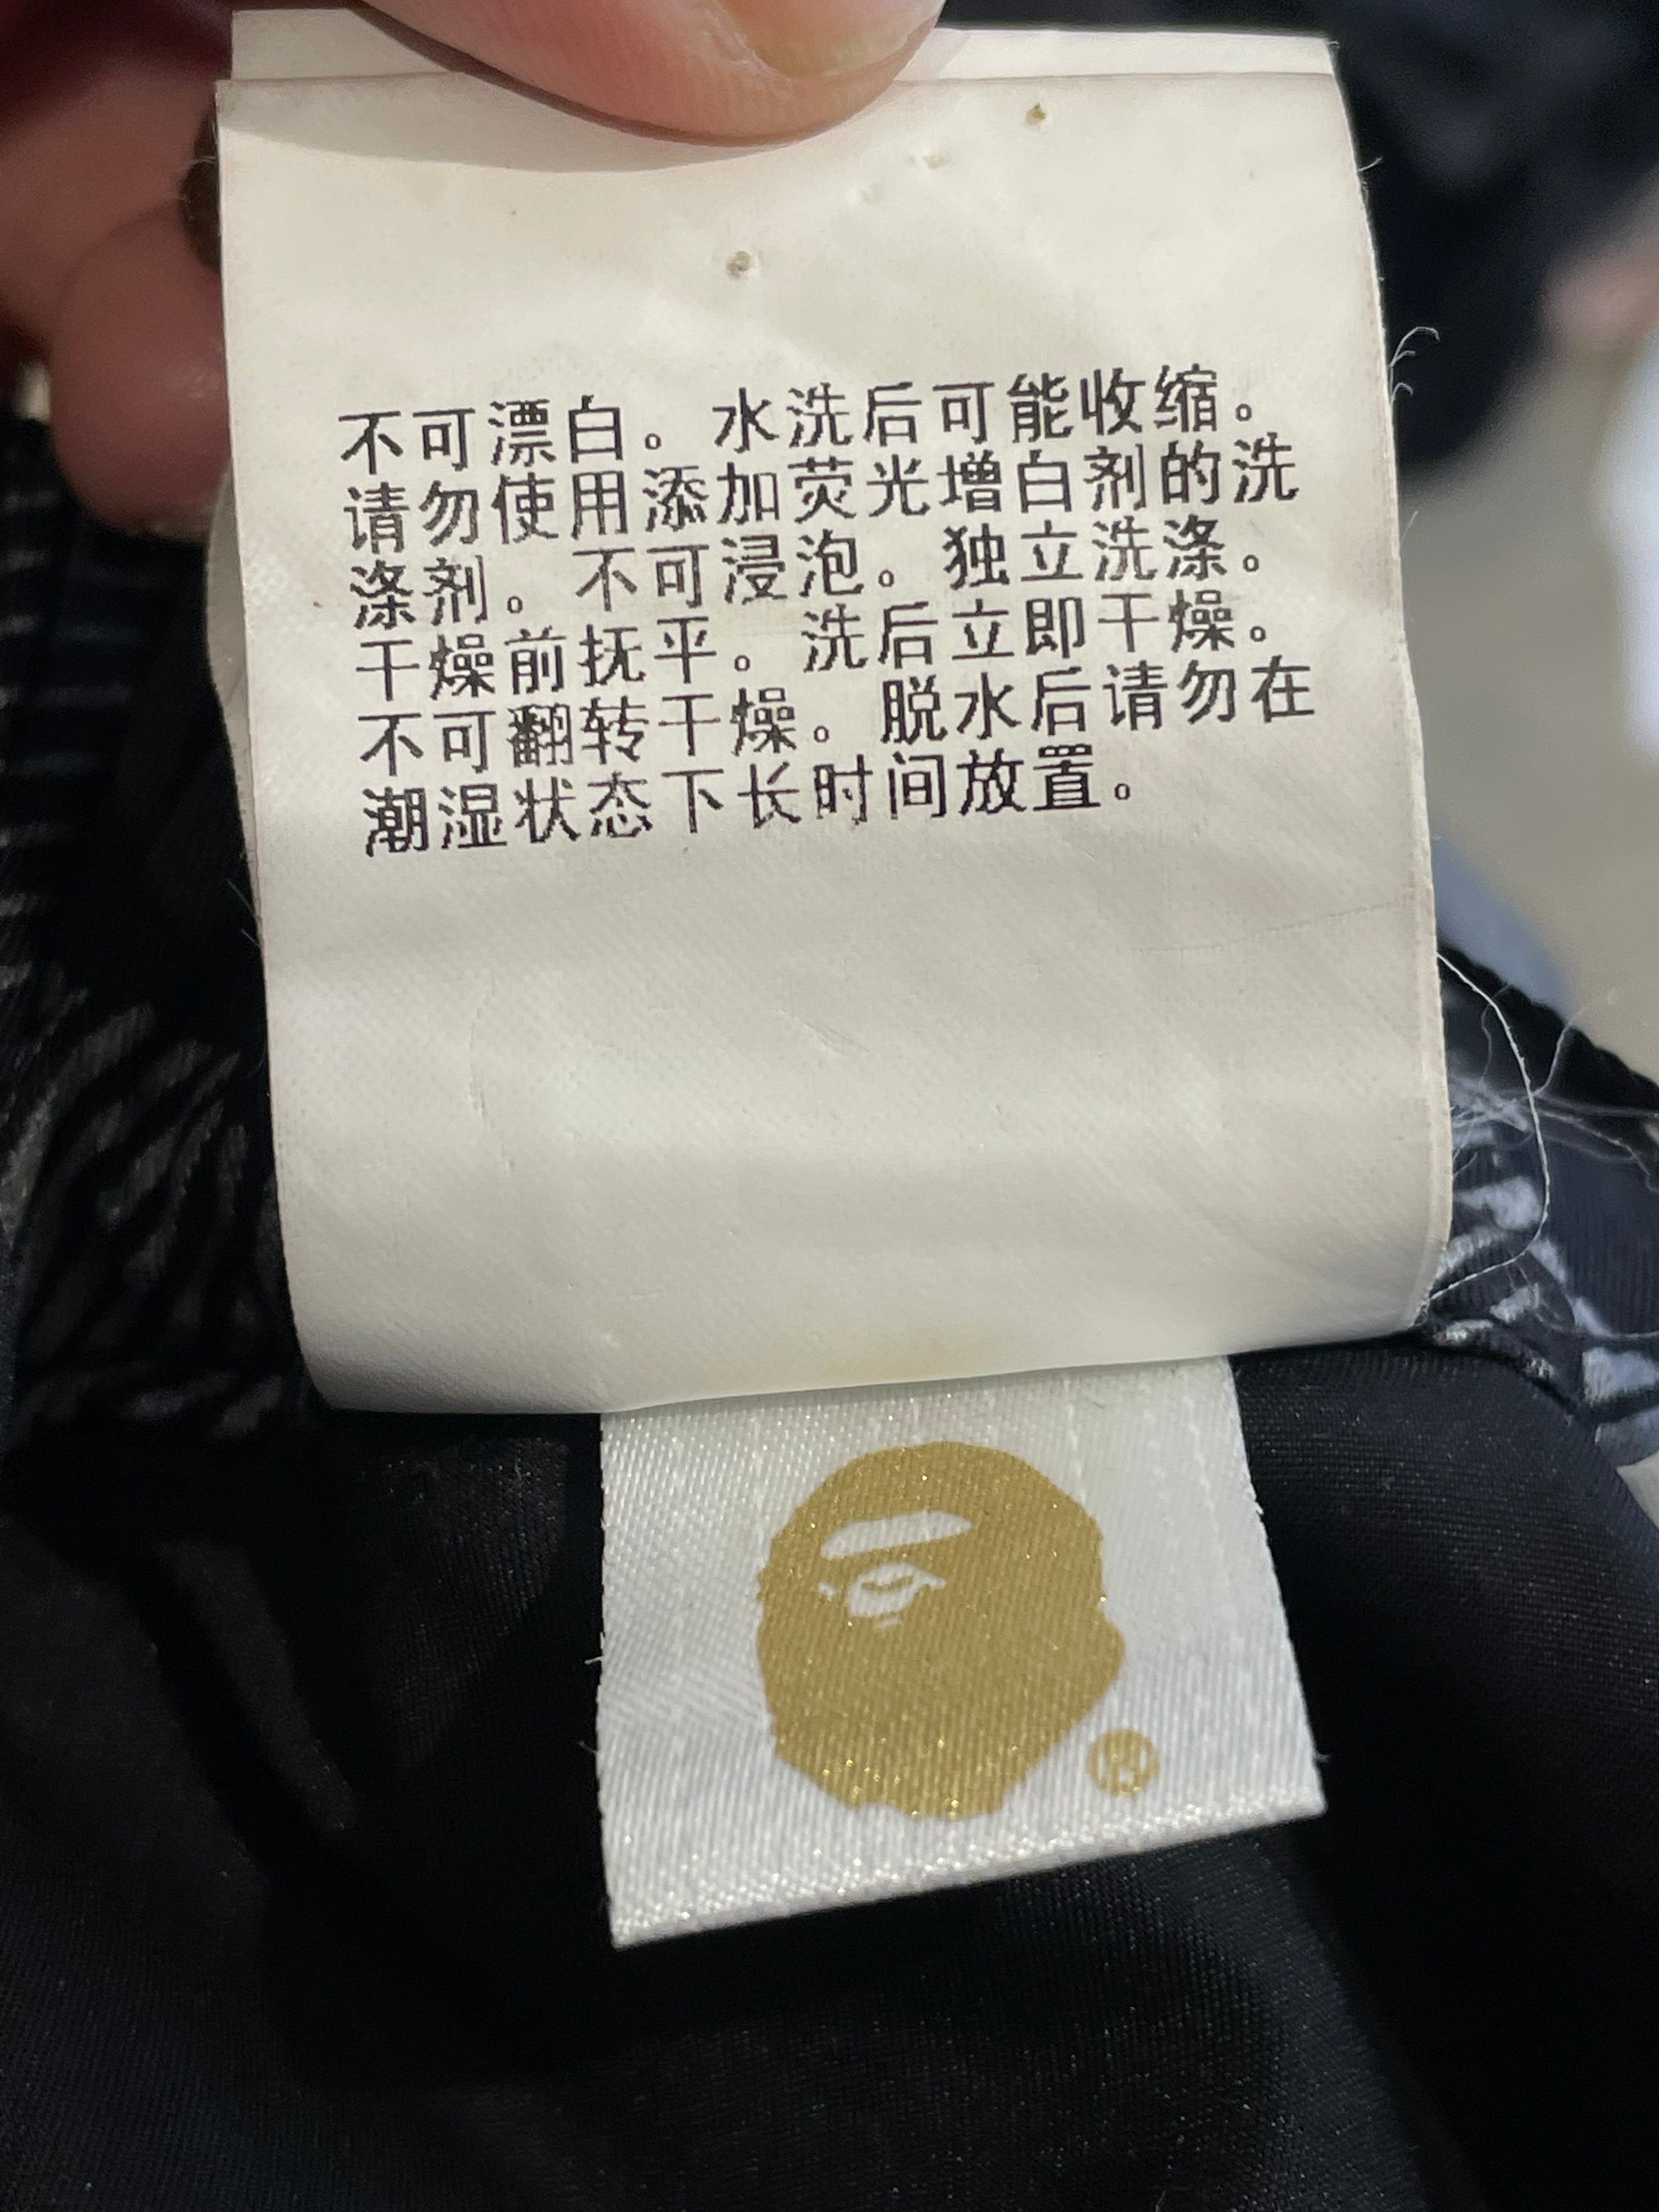 不可漂白。水洗后可能收缩。
请勿使用添加荧光增白剂的洗
涤剂。不可浸泡。独立洗涤。
干燥前抚平。洗后立即干燥。
不可翻转干燥。脱水后请勿在
潮湿状态下长时间放置。
®